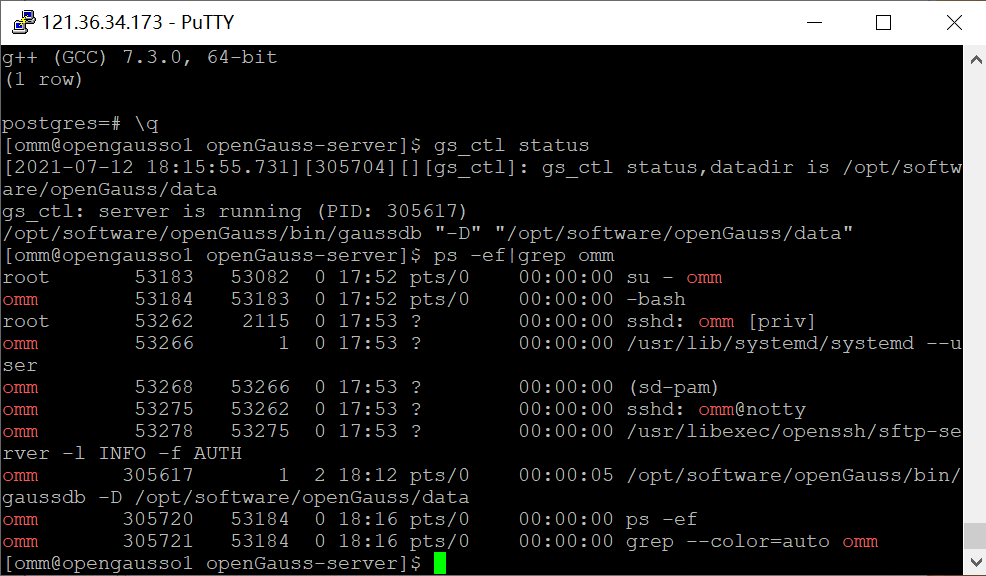 121.36.34.173 - PuTTY
g++ (GCC) 7.3.0, 64-bit
(1 row)
postgres=# \q
[omm@opengausso1 openGauss-server]$ gs_ctl status
[2021-07-12 18:15:55.731][305704][][gs_ctl]: gs_ctl status,datadir is /opt/softw
are/openGauss/data
gs_ctl: server is running (PID: 305617)
/opt/software/openGauss/bin/gaussdb "-D" "/opt/software/openGauss/data"
[omm@opengausso1 openGauss-server]$ ps -ef|grep omm
root       53183   53082  0 17:52 pts/0    00:00:00 su - omm
omm        53184   53183  0 17:52 pts/0    00:00:00 -bash
root       53262    2115  0 17:53 ?        00:00:00 sshd: omm [priv]
omm        53266       1  0 17:53 ?        00:00:00 /usr/lib/systemd/systemd --u
ser
omm        53268   53266  0 17:53 ?        00:00:00 (sd-pam)
omm        53275   53262  0 17:53 ?        00:00:00 sshd: omm@notty
omm        53278   53275  0 17:53 ?        00:00:00 /usr/libexec/openssh/sftp-se
rver -l INFO -f AUTH
omm       305617       1  2 18:12 pts/0    00:00:05 /opt/software/openGauss/bin/
gaussdb -D /opt/software/openGauss/data
omm       305720   53184  0 18:16 pts/0    00:00:00 ps -ef
omm       305721   53184  0 18:16 pts/0    00:00:00 grep --color=auto omm
[omm@opengausso1 openGauss-server]$